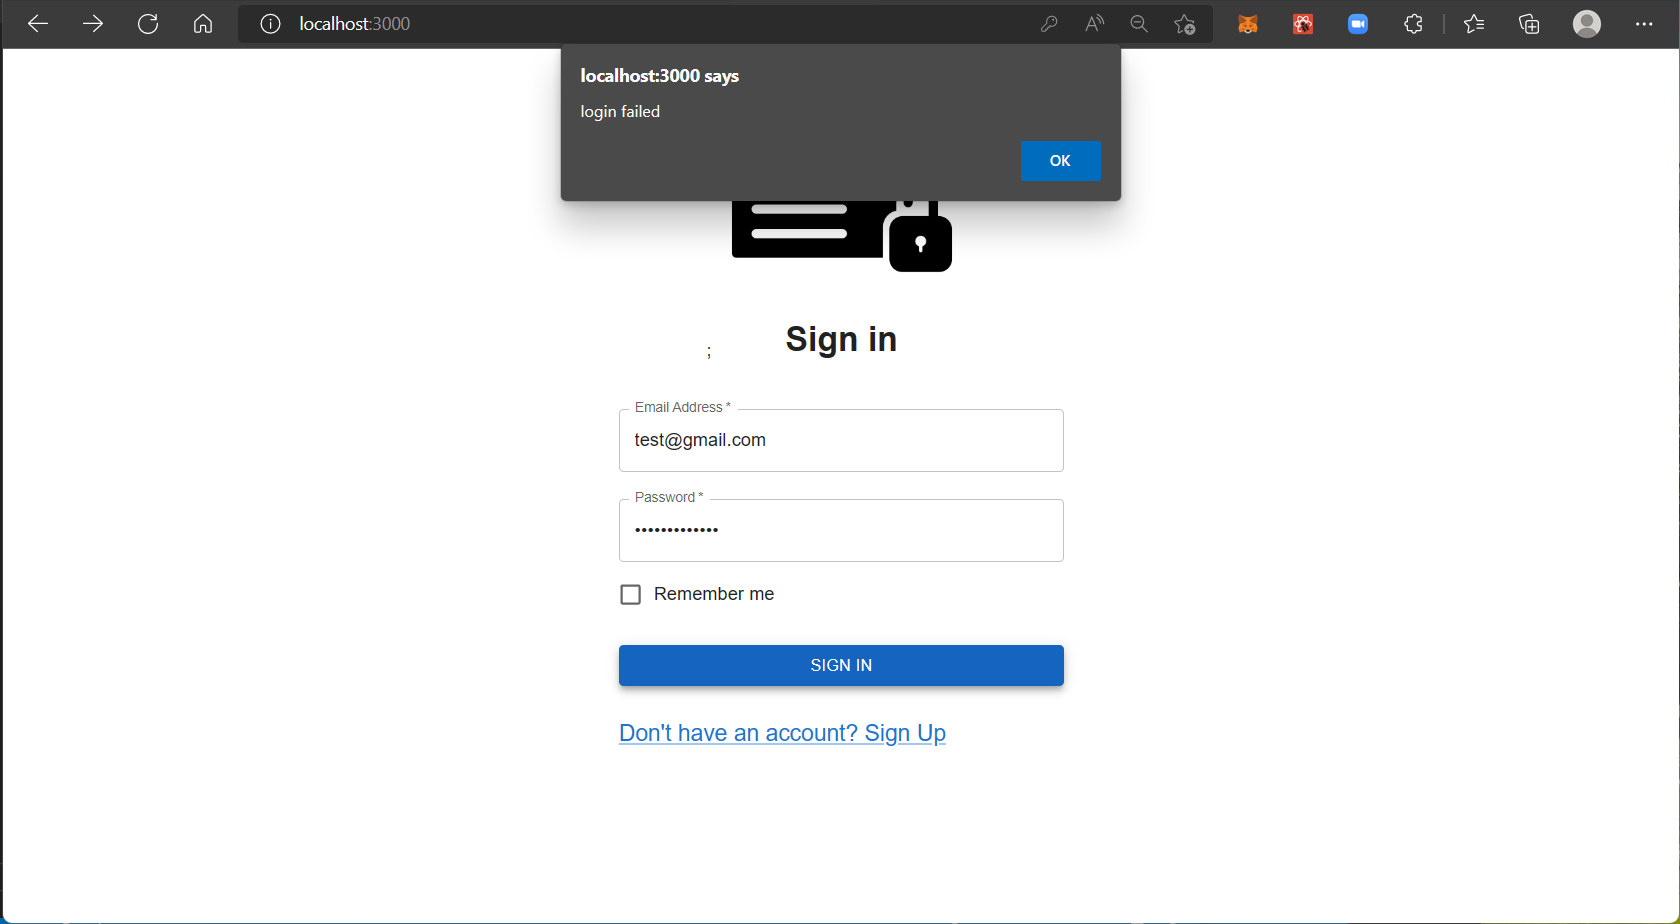 localhost:3000
localhost:3000 says
login failed
OK
Sign in
;
Email Address *
test@gmail.com
Password *
•••••••••••••
Remember me
SIGN IN
Don't have an account? Sign Up